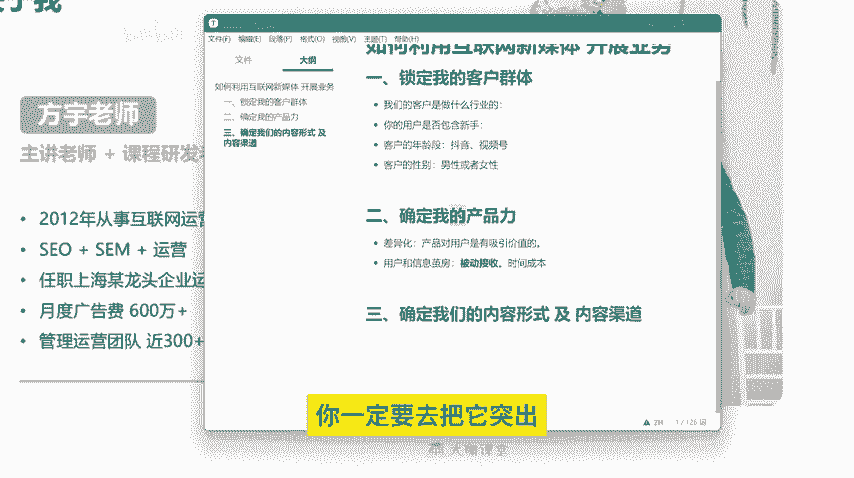 于我
方宇老师
主讲老师 + 课程研发
2012年从事互联网运营
SEO + SEM + 运营
任职上海某龙头企业运
月度广告费 600万+
管理运营团队 近300+
文件(F) 编辑(E) 段落(P) 格式(O) 视图(V) 主题(T) 帮助(H)
文件 大纲
如何利用互联网新媒体 开展业务
一、锁定我的客户群体
二、确定我的产品力
三、确定我们的内容形式 及
内容渠道
如何利用互联网新媒体 开展业务
一、锁定我的客户群体
我们的客户是做什么行业的:
你的用户是否包含新手:
客户的年龄段: 抖音、视频号
客户的性别: 男性或者女性
二、确定我的产品力
差异化: 产品对用户是有吸引价值的。
用户和信息茧房: 被动接收。时间成本
三、确定我们的内容形式 及 内容渠道
1 / 126 词
你一定要去把它突出